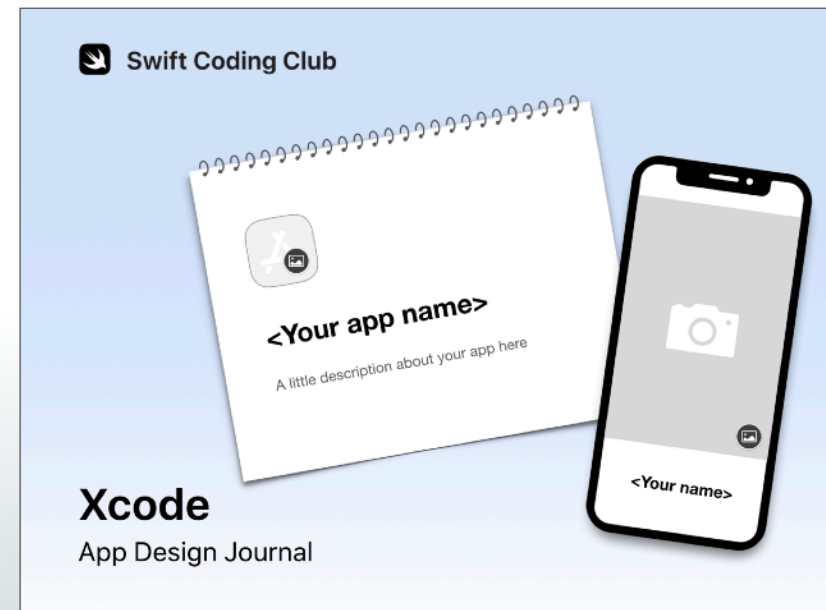 Swift Coding Club
<Your app name>
A little description about your app here
<Your name>
Xcode
App Design Journal